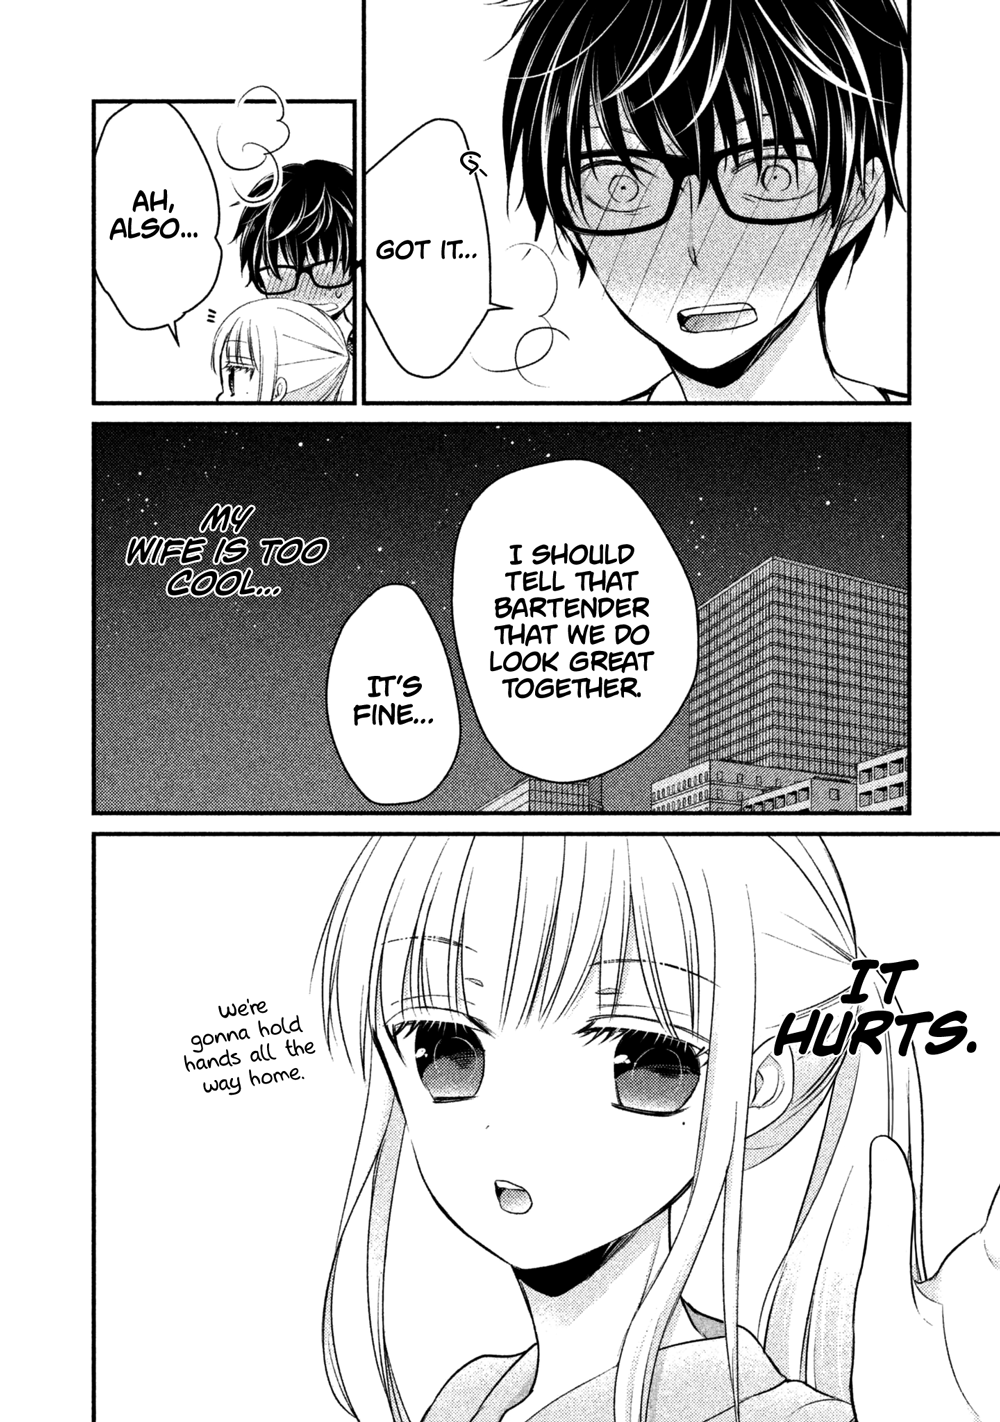 GOT IT...
AH,
ALSO...
I SHOULD
TELL THAT
BARTENDER
THAT WE DO
LOOK GREAT
TOGETHER.
IT'S
FINE...
MY
WIFE IS TOO
COOL...
IT
HURTS.
We're
gonna hold
hands all the
way home.